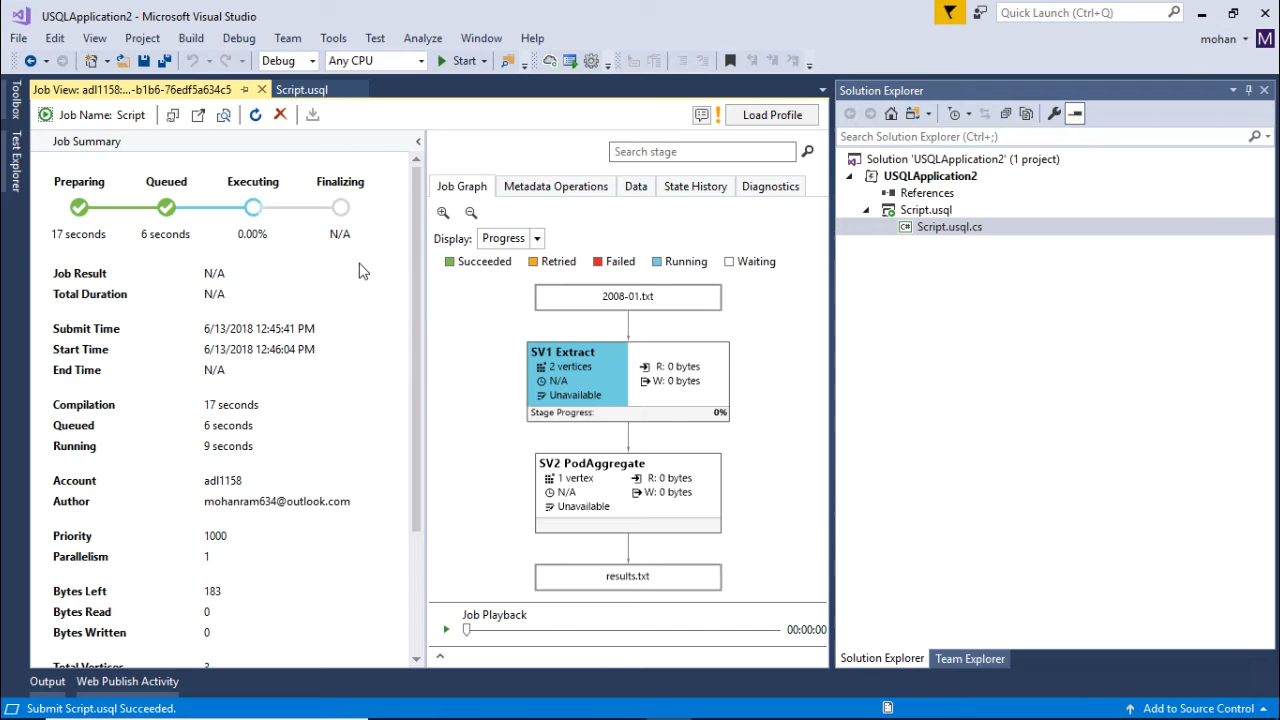 USQLApplication2 - Microsoft Visual Studio
Quick Launch (Ctrl+Q)
File Edit View Project Build Debug Team Tools Test Analyze Window Help
mohan M
Debug Any CPU Start
Toolbox
Test Explorer
Job View: adl1158:...-b1b6-76edf5a634c5 Script.usql
Job Name: Script
Load Profile
Job Summary
Preparing Queued Executing Finalizing
17 seconds 6 seconds 0.00% N/A
Job Result N/A
Total Duration N/A
Submit Time 6/13/2018 12:45:41 PM
Start Time 6/13/2018 12:46:04 PM
End Time N/A
Compilation 17 seconds
Queued 6 seconds
Running 9 seconds
Account adl1158
Author mohanram634@outlook.com
Priority 1000
Parallelism 1
Bytes Left 183
Bytes Read 0
Bytes Written 0
Total Vertices 3
Search stage
Job Graph Metadata Operations Data State History Diagnostics
Display: Progress
Succeeded Retried Failed Running Waiting
2008-01.txt
SV1 Extract
2 vertices R: 0 bytes
N/A W: 0 bytes
Unavailable
Stage Progress: 0%
SV2 PodAggregate
1 vertex R: 0 bytes
N/A W: 0 bytes
Unavailable
results.txt
Job Playback
00:00:00
Solution Explorer
Search Solution Explorer (Ctrl+;)
Solution 'USQLApplication2' (1 project)
USQLApplication2
References
Script.usql
C# Script.usql.cs
Solution Explorer Team Explorer
Output Web Publish Activity
Submit Script.usql Succeeded.
Add to Source Control